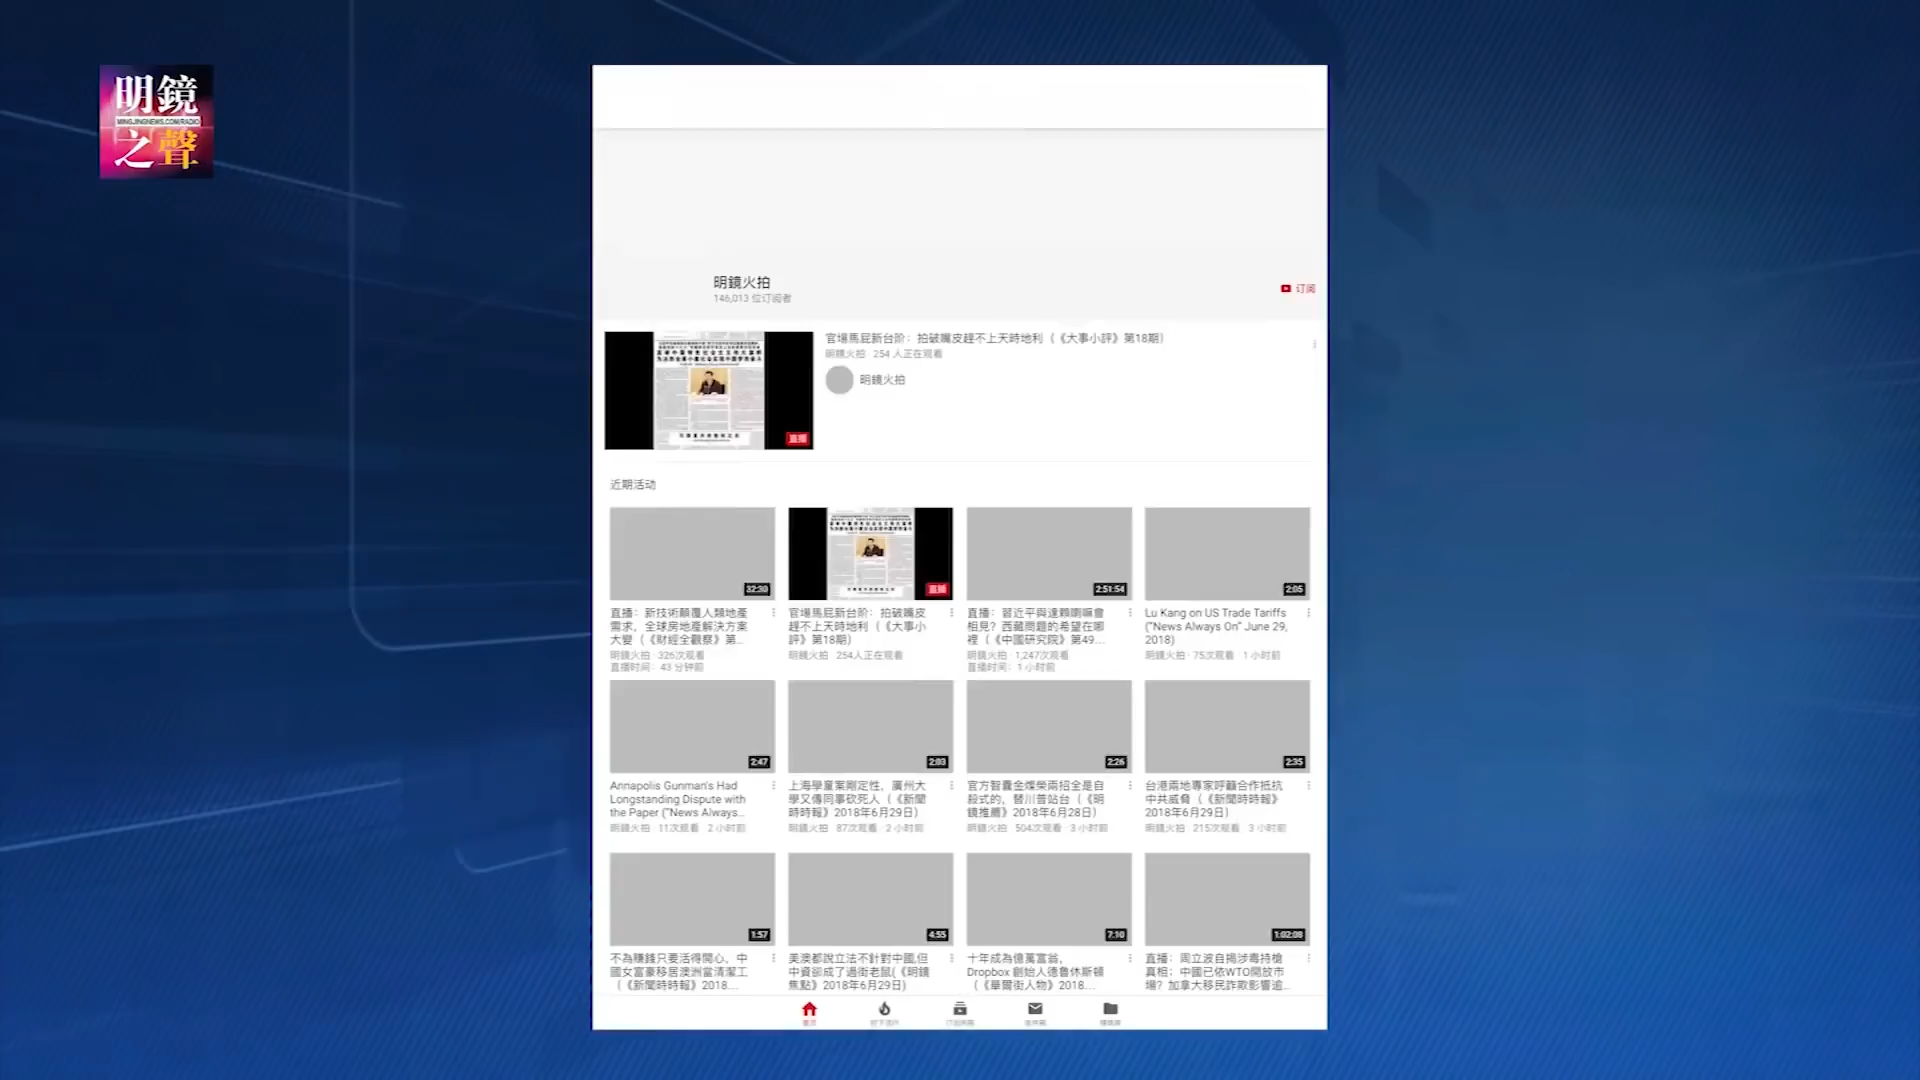 明鏡
MINGJINGNEWS.COM/RADIO
之聲
明鏡火拍
146,013 位订阅者
订阅
官場馬屁新台阶：拍破嘴皮趕不上天時地利（《大事小評》第18期）
明鏡火拍 · 254 人正在观看
明鏡火拍
直播
近期活动
32:30
直播
2:51:54
2:05
直播：新技術顛覆人類地產
需求，全球房地產解決方案
大變（《財經全觀察》第...
明鏡火拍 · 326次观看
直播时间：43 分钟前
官場馬屁新台阶：拍破嘴皮
趕不上天時地利（《大事小
評》第18期）
明鏡火拍 · 254人正在观看
直播：習近平與達賴喇嘛會
相見？西藏問題的希望在哪
裡（《中國研究院》第49...
明鏡火拍 · 1,247次观看
直播时间：1 小时前
Lu Kang on US Trade Tariffs
("News Always On" June 29,
2018)
明鏡火拍 · 75次观看 · 1 小时前
2:47
2:03
2:26
2:35
Annapolis Gunman's Had
Longstanding Dispute with
the Paper ("News Always...
明鏡火拍 · 11次观看 · 2 小时前
上海學童案剛定性，廣州大
學又傳同事砍死人（《新聞
時時報》2018年6月29日）
明鏡火拍 · 87次观看 · 2 小时前
官方智囊金燦榮兩招全是自
殺式的，替川普站台（《明
鏡推薦》2018年6月28日）
明鏡火拍 · 504次观看 · 3 小时前
台港兩地專家呼籲合作抵抗
中共威脅（《新聞時時報》
2018年6月29日）
明鏡火拍 · 215次观看 · 3 小时前
1:57
4:55
7:10
1:02:08
不為賺錢只要活得開心，中
國女富豪移居澳洲當清潔工
（《新聞時時報》2018...
美澳都說立法不針對中國,但
中資卻成了過街老鼠(《明鏡
焦點》2018年6月29日)
十年成為億萬富翁，
Dropbox 創始人德魯休斯頓
（《華爾街人物》2018...
直播：周立波自揭涉毒持槍
真相；中國已依WTO開放市
場？加拿大移民詐欺影響逾...